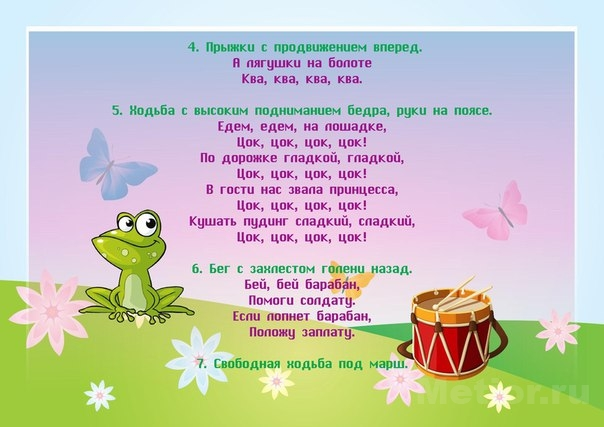 4. Прыжки с продвижением вперед.
А лягушки на болоте
Ква, ква, ква, ква.
5. Ходьба с высоким подниманием бедра, руки на поясе.
Едем, едем, на лошадке,
Цок, цок, цок, цок!
По дорожке гладкой, гладкой,
Цок, цок, цок, цок!
В гости нас звала принцесса,
Цок, цок, цок, цок!
Кушать пудинг сладкий, сладкий,
Цок, цок, цок, цок!
6. Бег с захлестом голени назад.
Бей, бей барабан,
Помоги солдату.
Если лопнет барабан,
Положу заплату.
7. Свободная ходьба под марш.